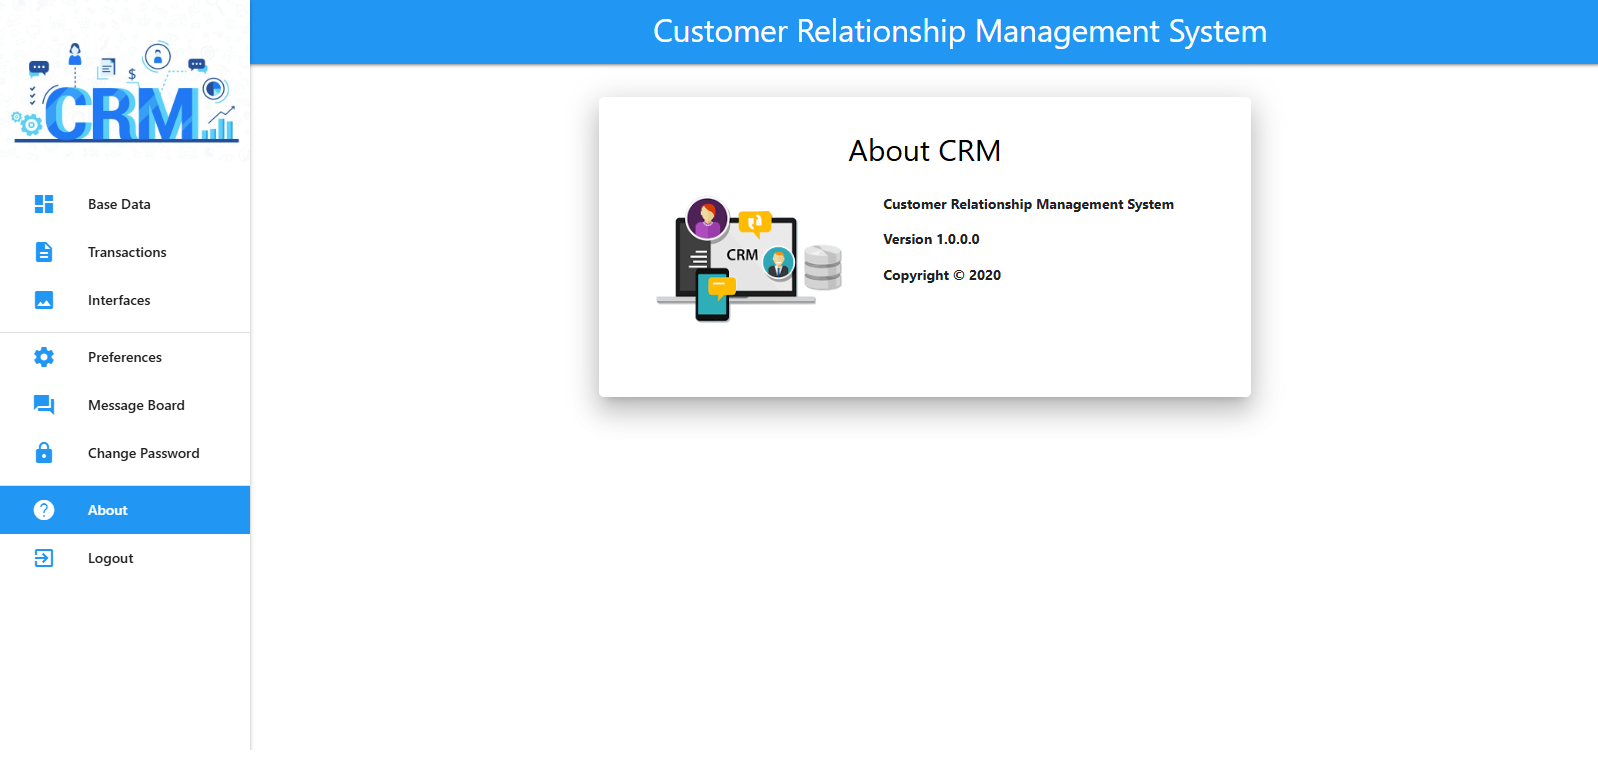 Customer Relationship Management System
CRM
$
Base Data
Transactions
Interfaces
Preferences
Message Board
Change Password
About
Logout
About CRM
CRM
Customer Relationship Management System
Version 1.0.0.0
Copyright © 2020